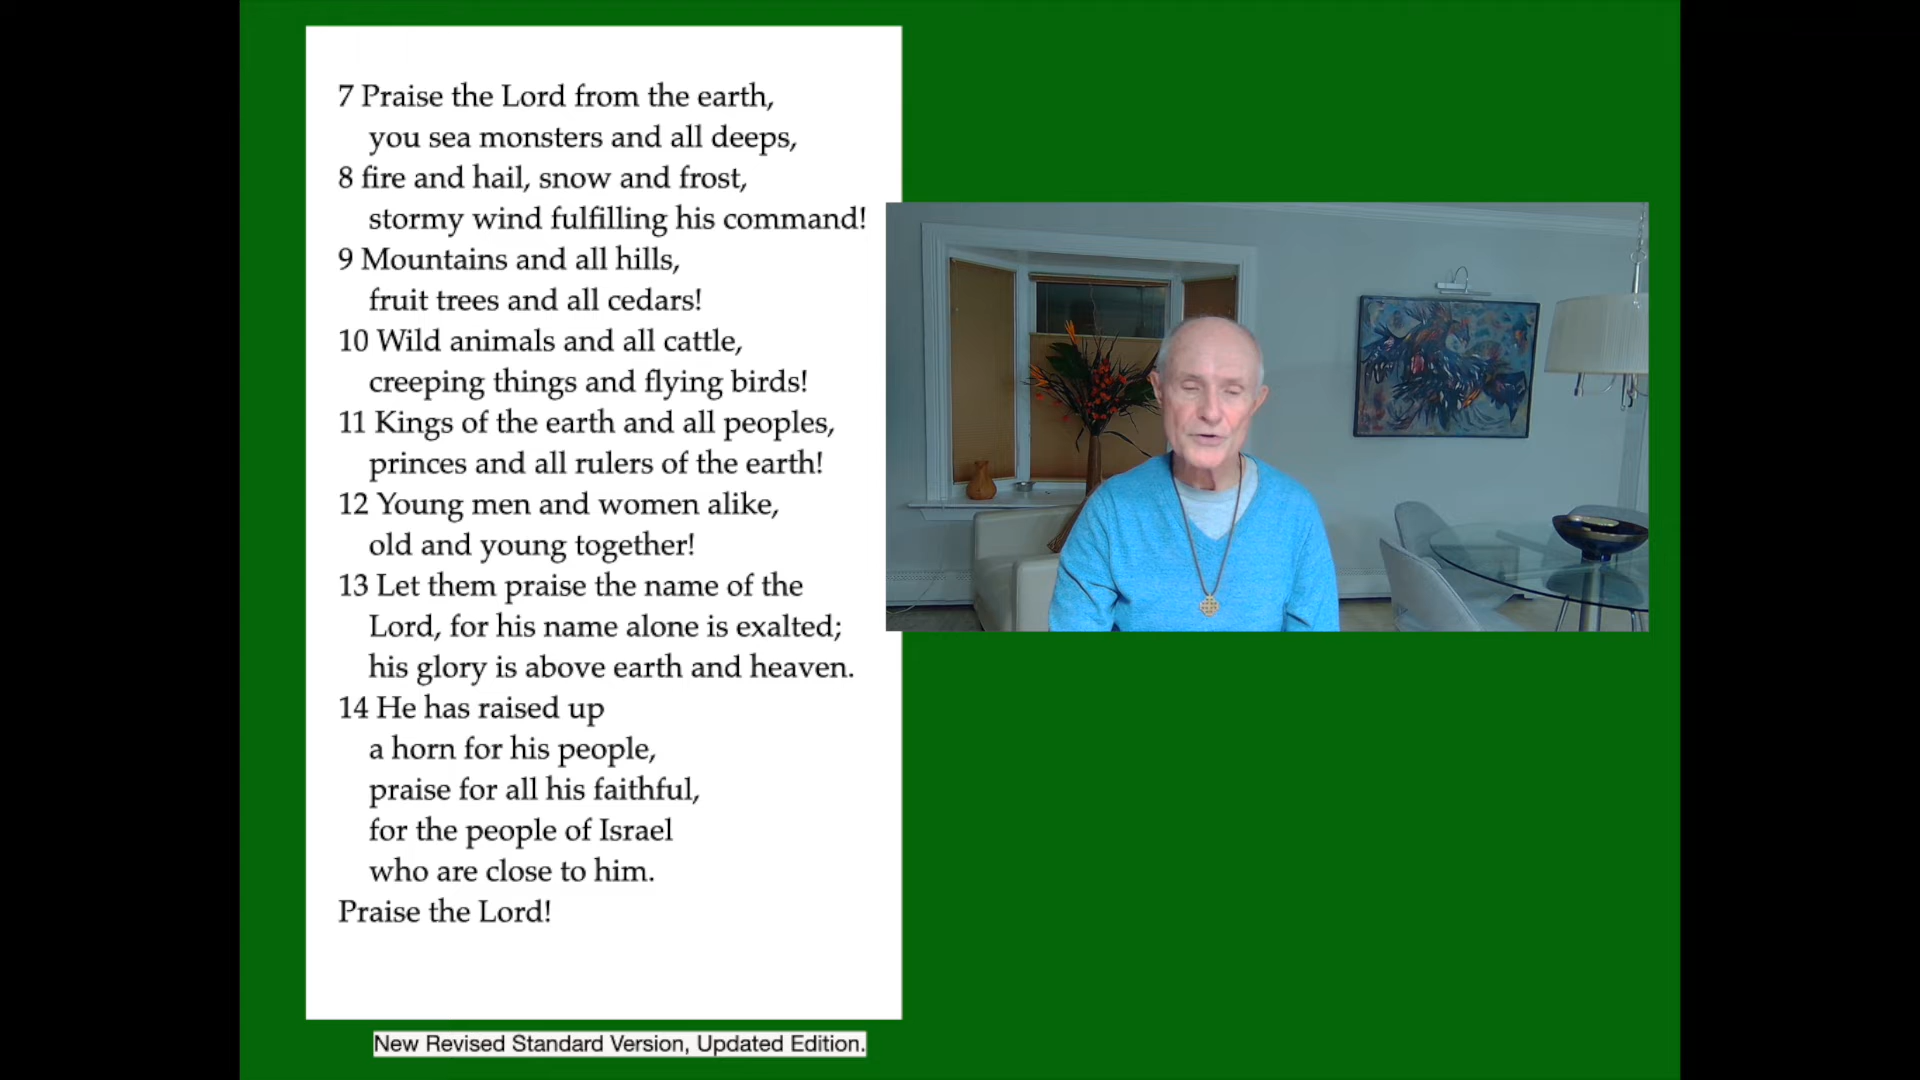 7 Praise the Lord from the earth,
you sea monsters and all deeps,
8 fire and hail, snow and frost,
stormy wind fulfilling his command!
9 Mountains and all hills,
fruit trees and all cedars!
10 Wild animals and all cattle,
creeping things and flying birds!
11 Kings of the earth and all peoples,
princes and all rulers of the earth!
12 Young men and women alike,
old and young together!
13 Let them praise the name of the
Lord, for his name alone is exalted;
his glory is above earth and heaven.
14 He has raised up
a horn for his people,
praise for all his faithful,
for the people of Israel
who are close to him.
Praise the Lord!
New Revised Standard Version, Updated Edition.